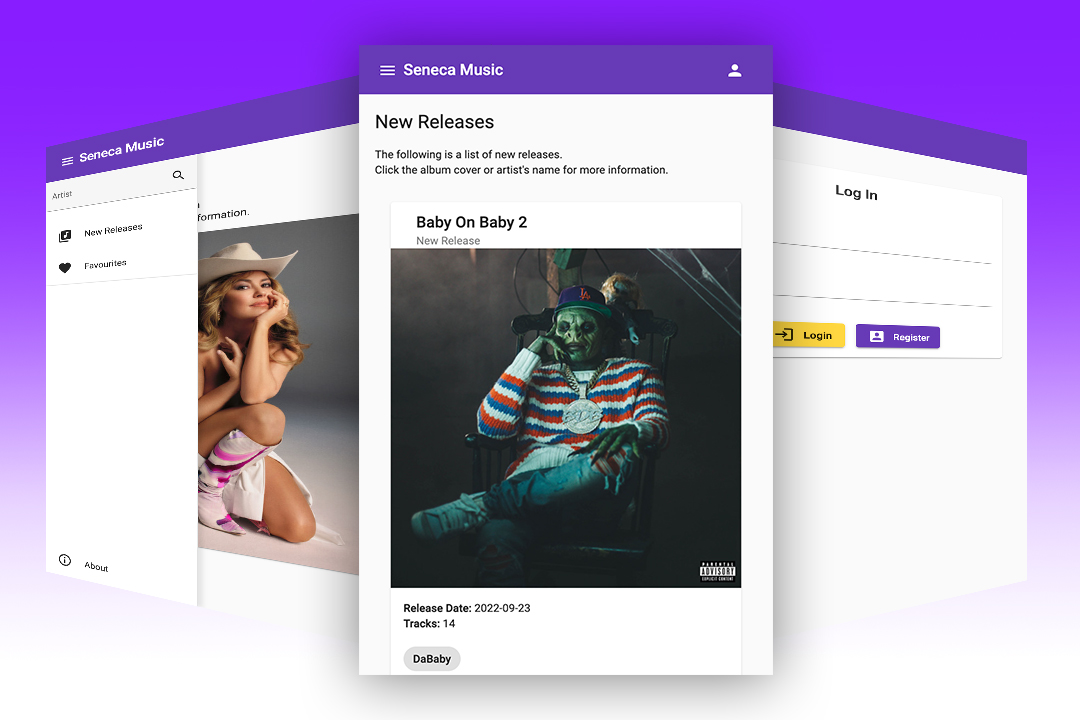 Seneca Music
Artist
New Releases
Favourites
About
formation.
Seneca Music
New Releases
The following is a list of new releases.
Click the album cover or artist's name for more information.
Baby On Baby 2
New Release
LA
PARENTAL
ADVISORY
EXPLICIT CONTENT
Release Date: 2022-09-23
Tracks: 14
DaBaby
Log In
Login
Register